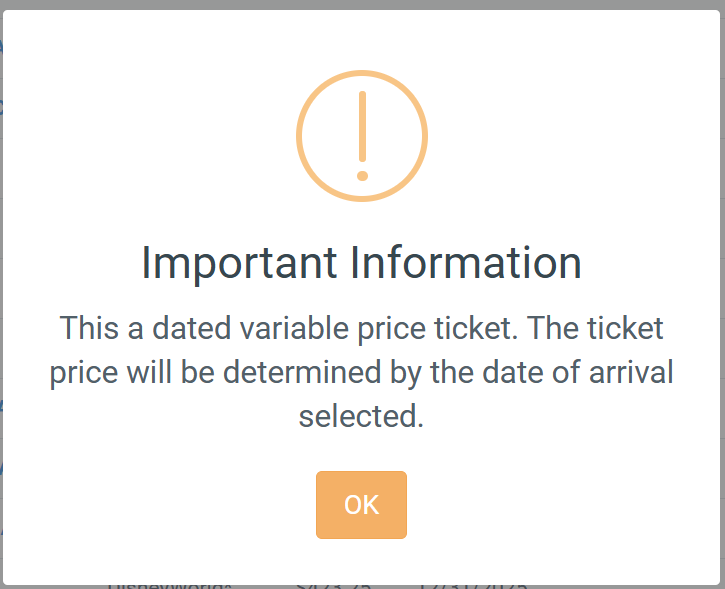 Important Information
This a dated variable price ticket. The ticket
price will be determined by the date of arrival
selected.
OK